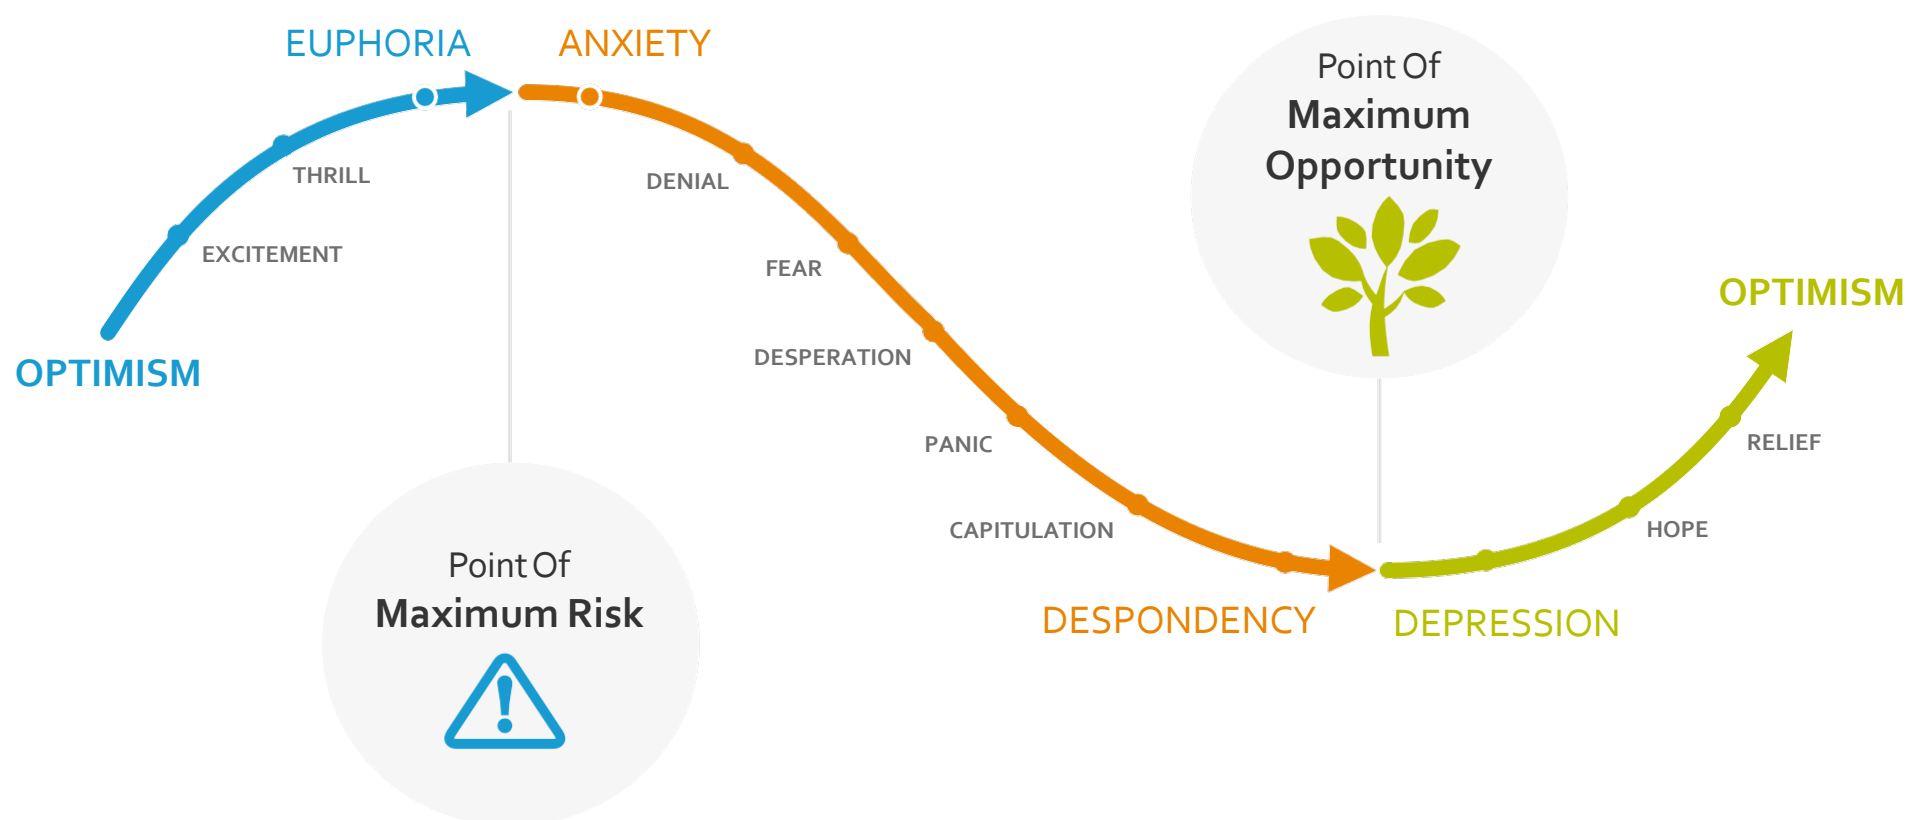 EUPHORIA
ANXIETY
Point Of
Maximum
Opportunity
THRILL
DENIAL
EXCITEMENT
FEAR
OPTIMISM
DESPERATION
OPTIMISM
PANIC
RELIEF
CAPITULATION
HOPE
Point Of
Maximum Risk
DESPONDENCY
DEPRESSION